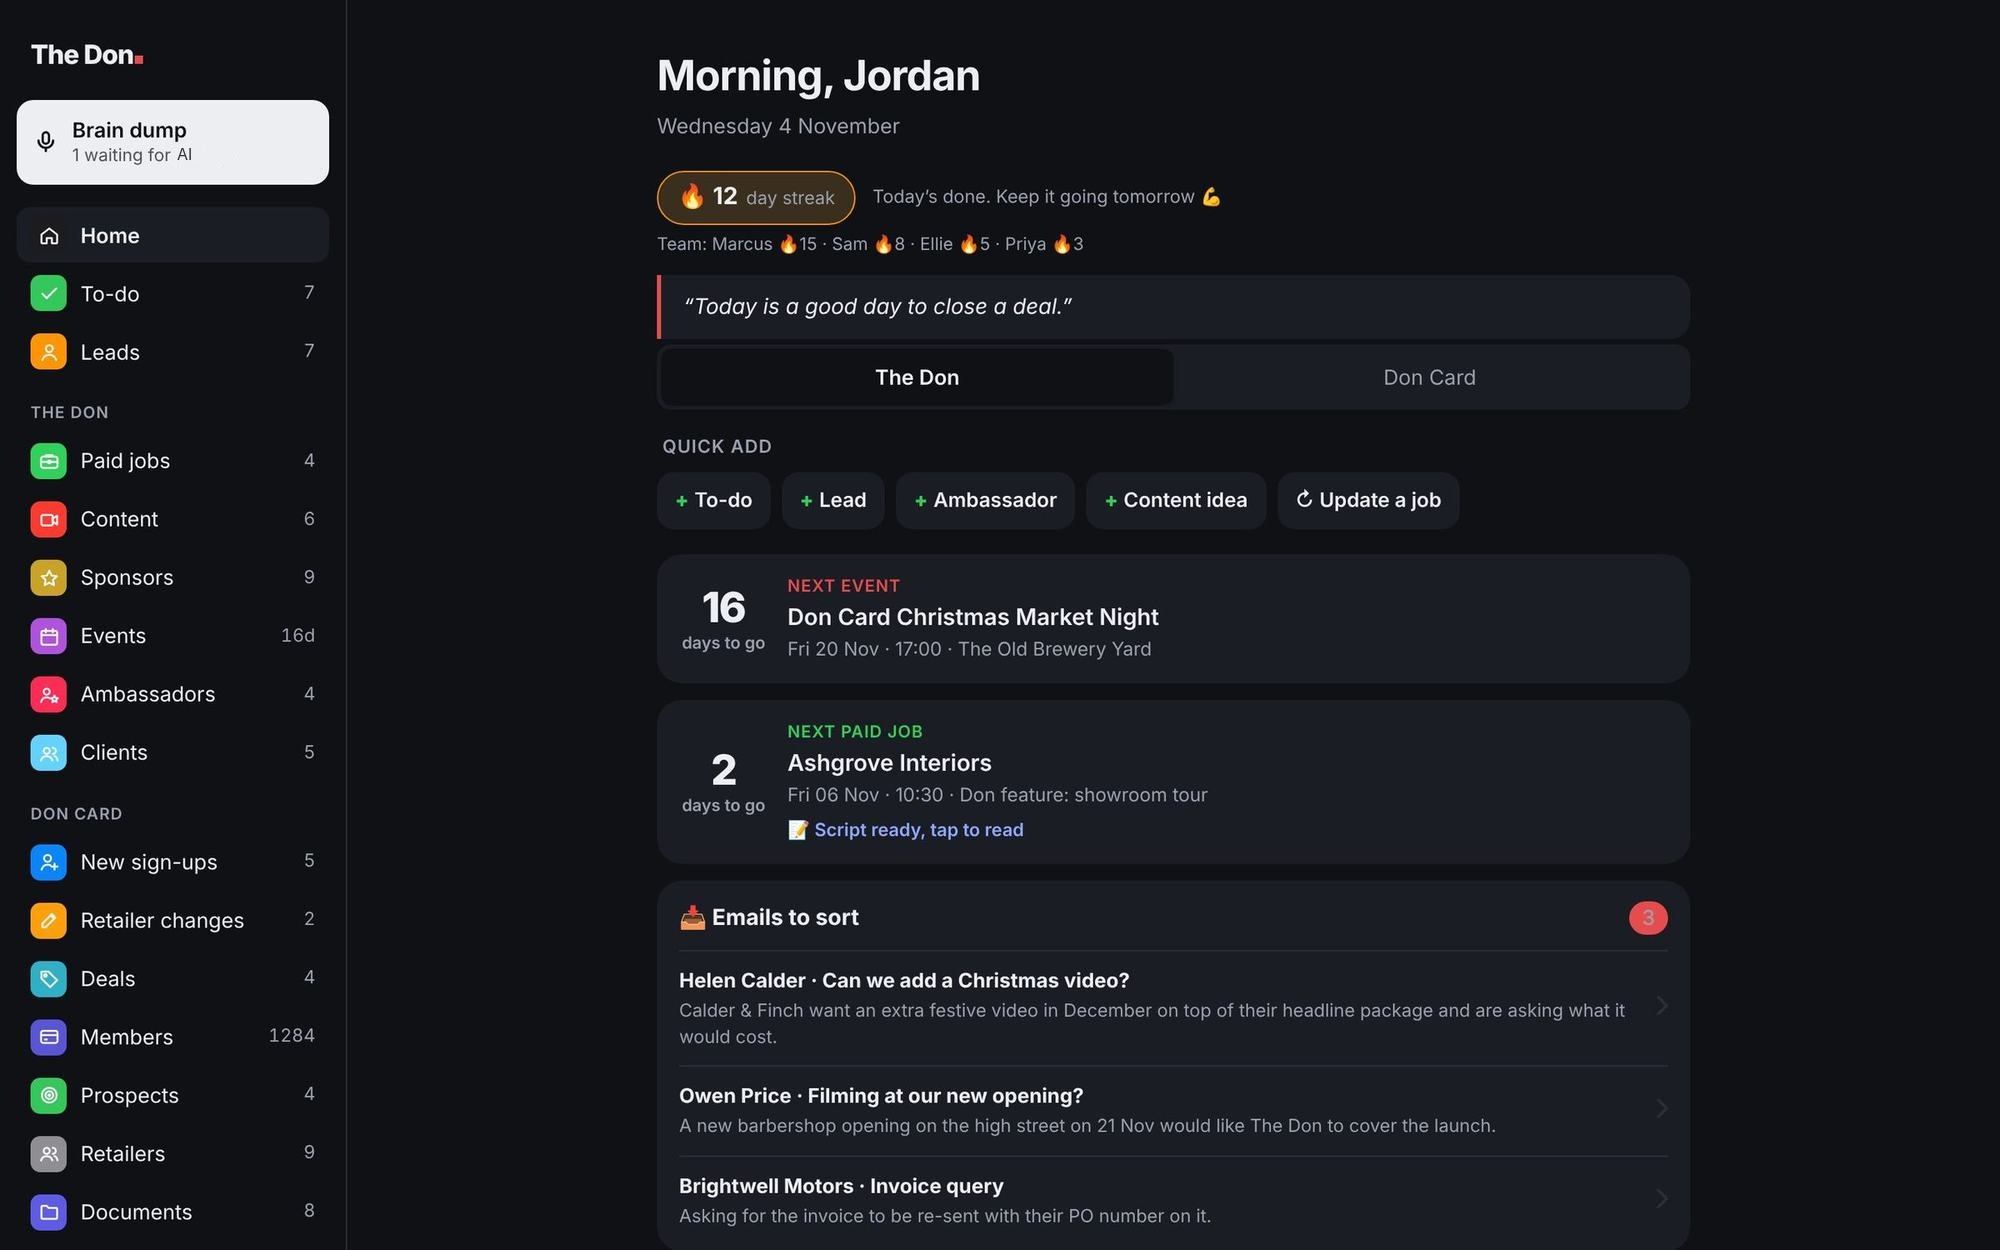 The Don.
Brain dump
1 waiting for AI
Home
To-do 7
Leads 7
THE DON
Paid jobs 4
Content 6
Sponsors 9
Events 16d
Ambassadors 4
Clients 5
DON CARD
New sign-ups 5
Retailer changes 2
Deals 4
Members 1284
Prospects 4
Retailers 9
Documents 8
Morning, Jordan
Wednesday 4 November
🔥 12 day streak
Today’s done. Keep it going tomorrow 💪
Team: Marcus 🔥15 · Sam 🔥8 · Ellie 🔥5 · Priya 🔥3
“Today is a good day to close a deal.”
The Don
Don Card
QUICK ADD
+ To-do
+ Lead
+ Ambassador
+ Content idea
↻ Update a job
16
days to go
NEXT EVENT
Don Card Christmas Market Night
Fri 20 Nov · 17:00 · The Old Brewery Yard
2
days to go
NEXT PAID JOB
Ashgrove Interiors
Fri 06 Nov · 10:30 · Don feature: showroom tour
📝 Script ready, tap to read
📥 Emails to sort 3
Helen Calder · Can we add a Christmas video?
Calder & Finch want an extra festive video in December on top of their headline package and are asking what it
would cost.
Owen Price · Filming at our new opening?
A new barbershop opening on the high street on 21 Nov would like The Don to cover the launch.
Brightwell Motors · Invoice query
Asking for the invoice to be re-sent with their PO number on it.